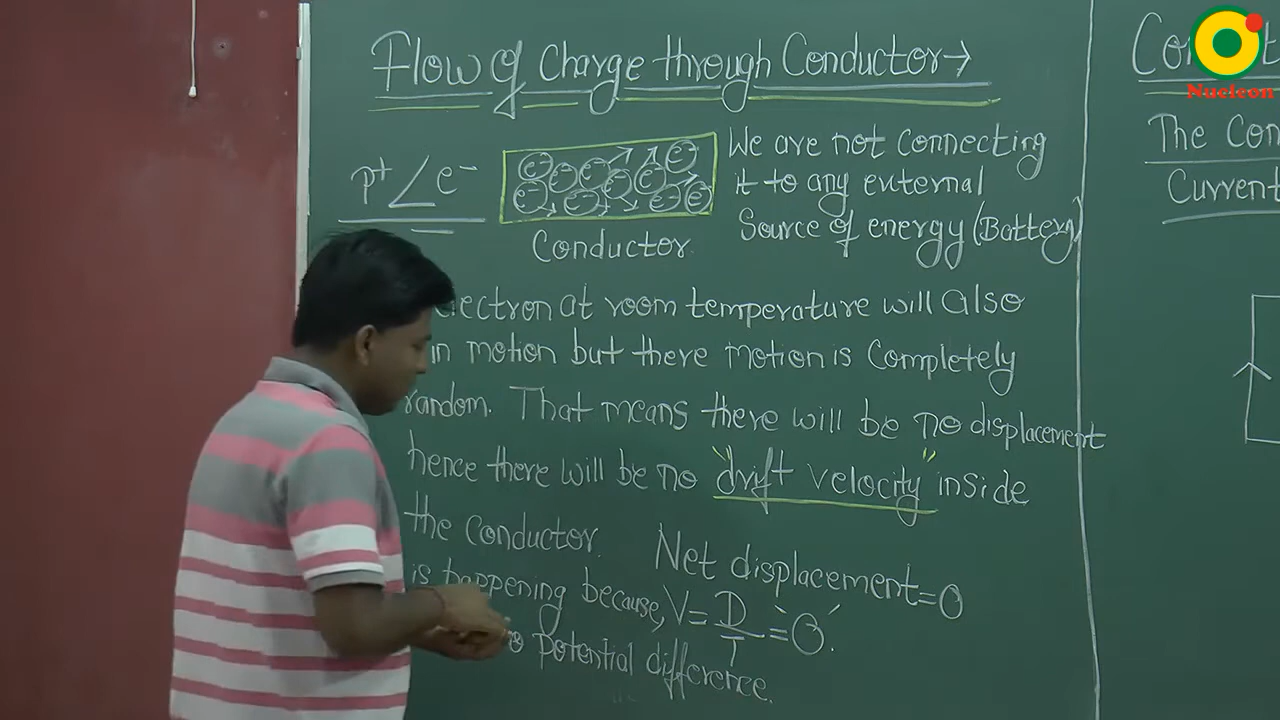 Flow of Charge through Conductor→
p⁺ ∠ e⁻
e⁻ e⁻ e⁻ e⁻ e⁻ e⁻ e⁻ e⁻ e⁻ e⁻
Conductor
We are not connecting
it to any external
Source of energy (Battery)
at room temperature will also
in motion but there motion is Completely
random. That means there will be no displacement
hence there will be no "drift velocity" inside
the Conductor.
Net displacement=0
is happening because,
V= D/T = 0
potential difference.
The
Current
Nucleon